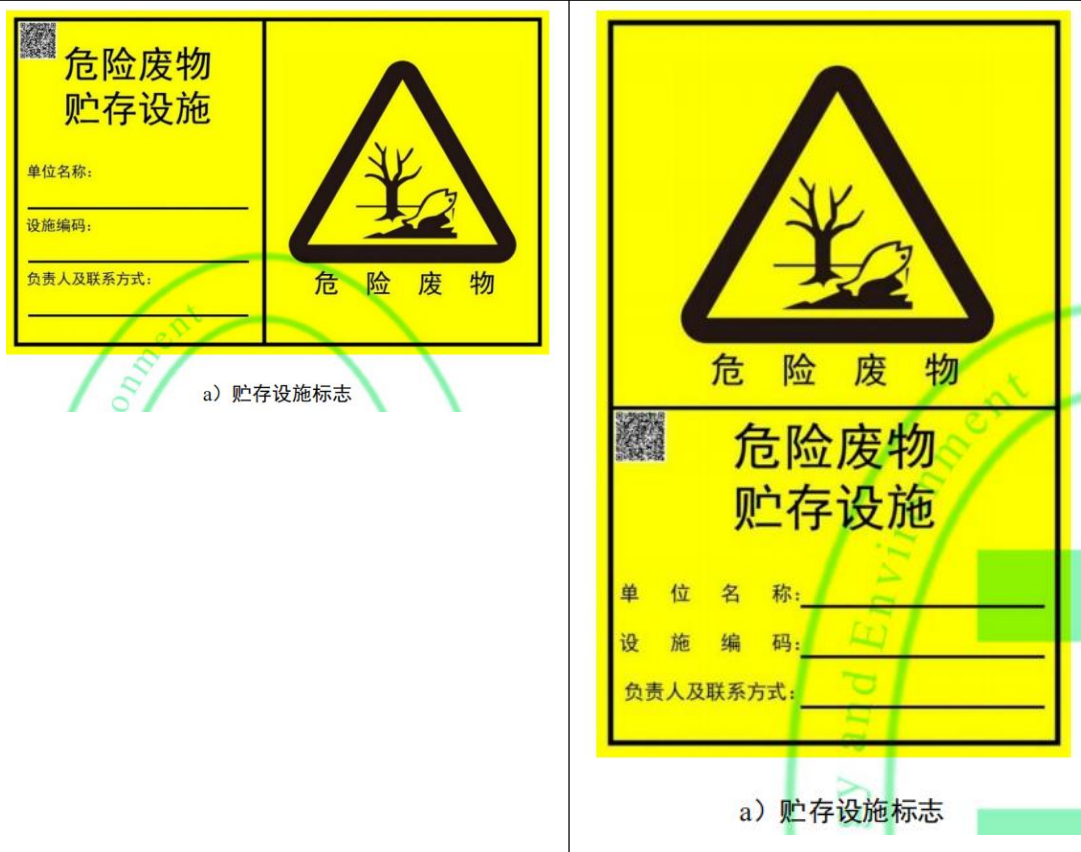 危险废物
贮存设施
单位名称：
设施编码：
负责人及联系方式：
危 险 废 物
onment
a）贮存设施标志
危 险 废 物
危险废物
贮存设施
单 位 名 称：
设 施 编 码：
负责人及联系方式：
y and Environment
a）贮存设施标志